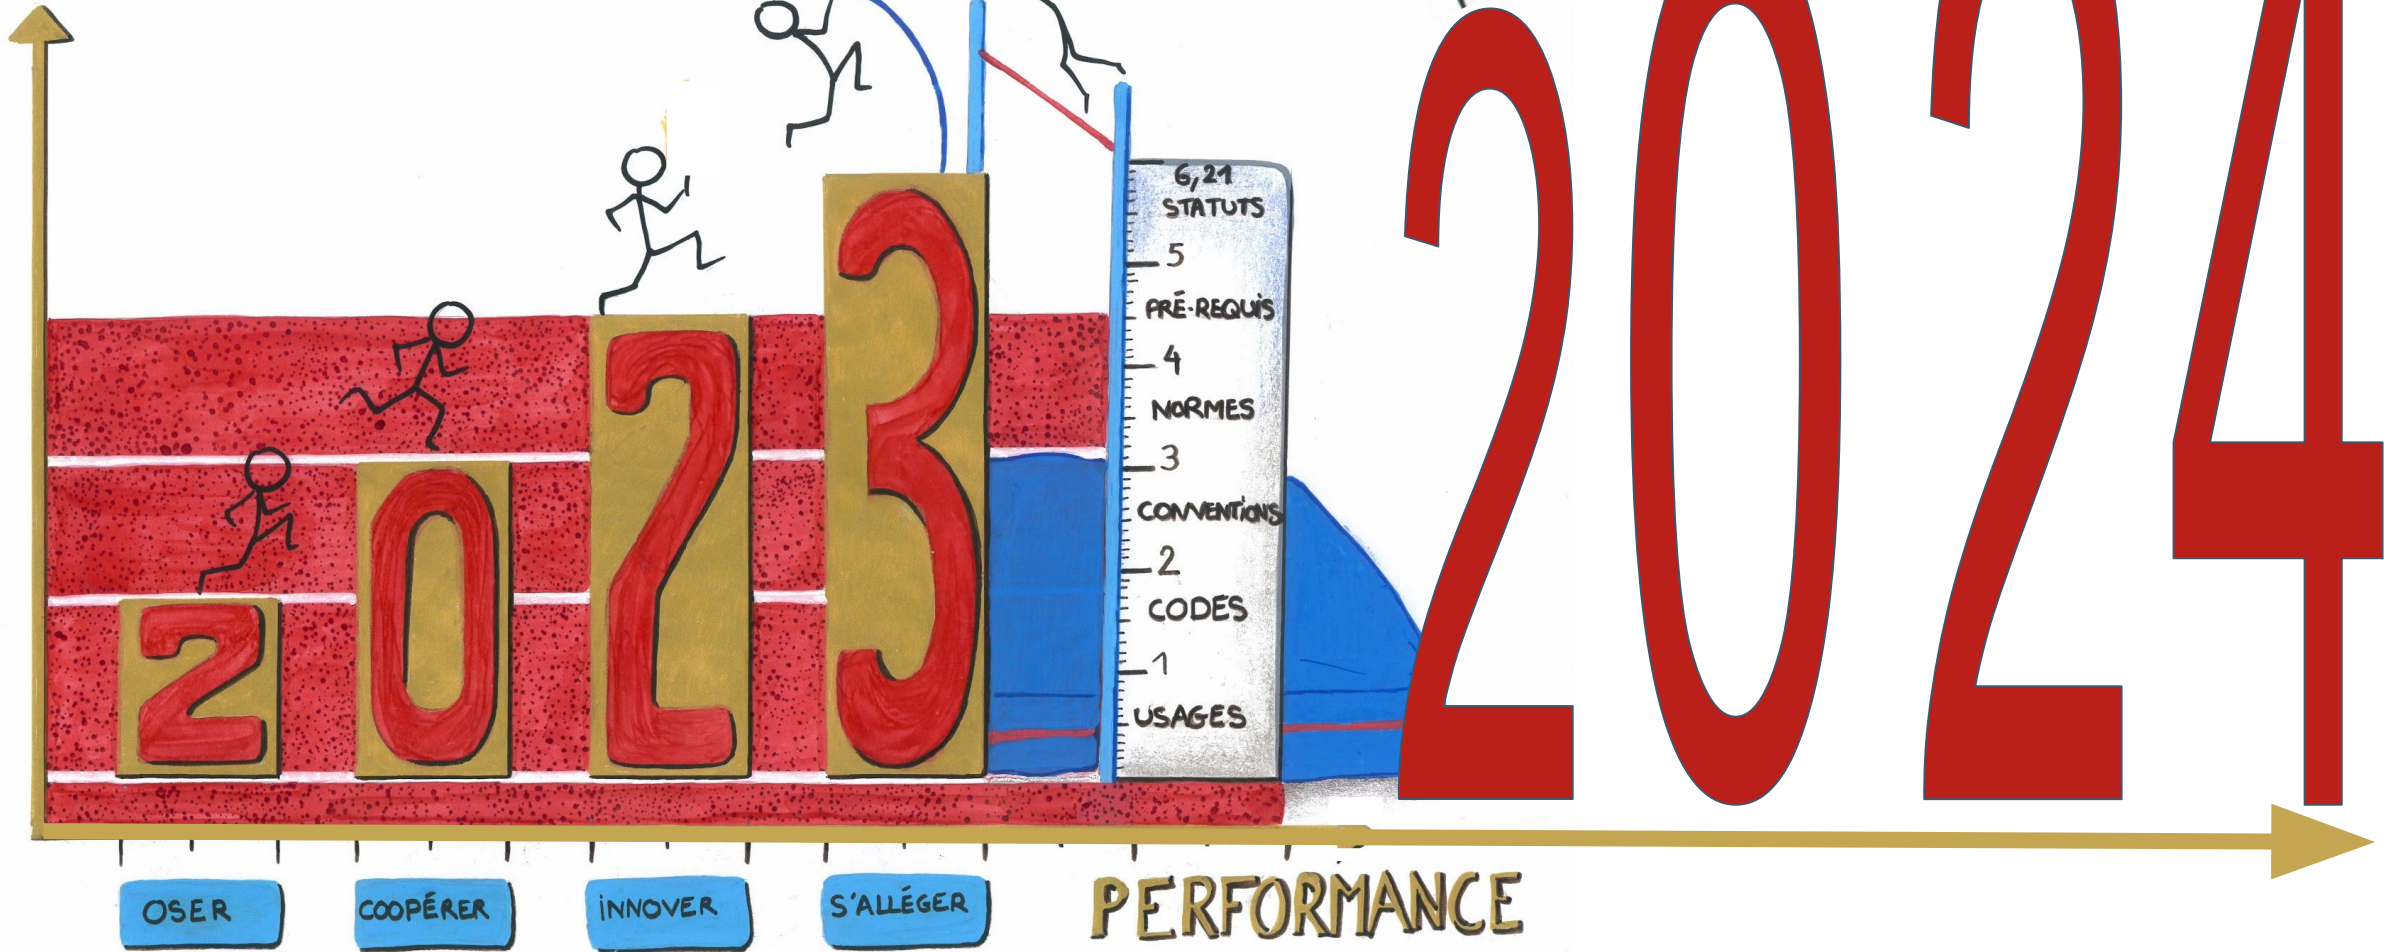 2023
2024
6,21
STATUTS
5
PRÉ-REQUIS
4
NORMES
3
CONVENTIONS
2
CODES
1
USAGES
OSER
COOPÉRER
INNOVER
S'ALLÉGER
PERFORMANCE